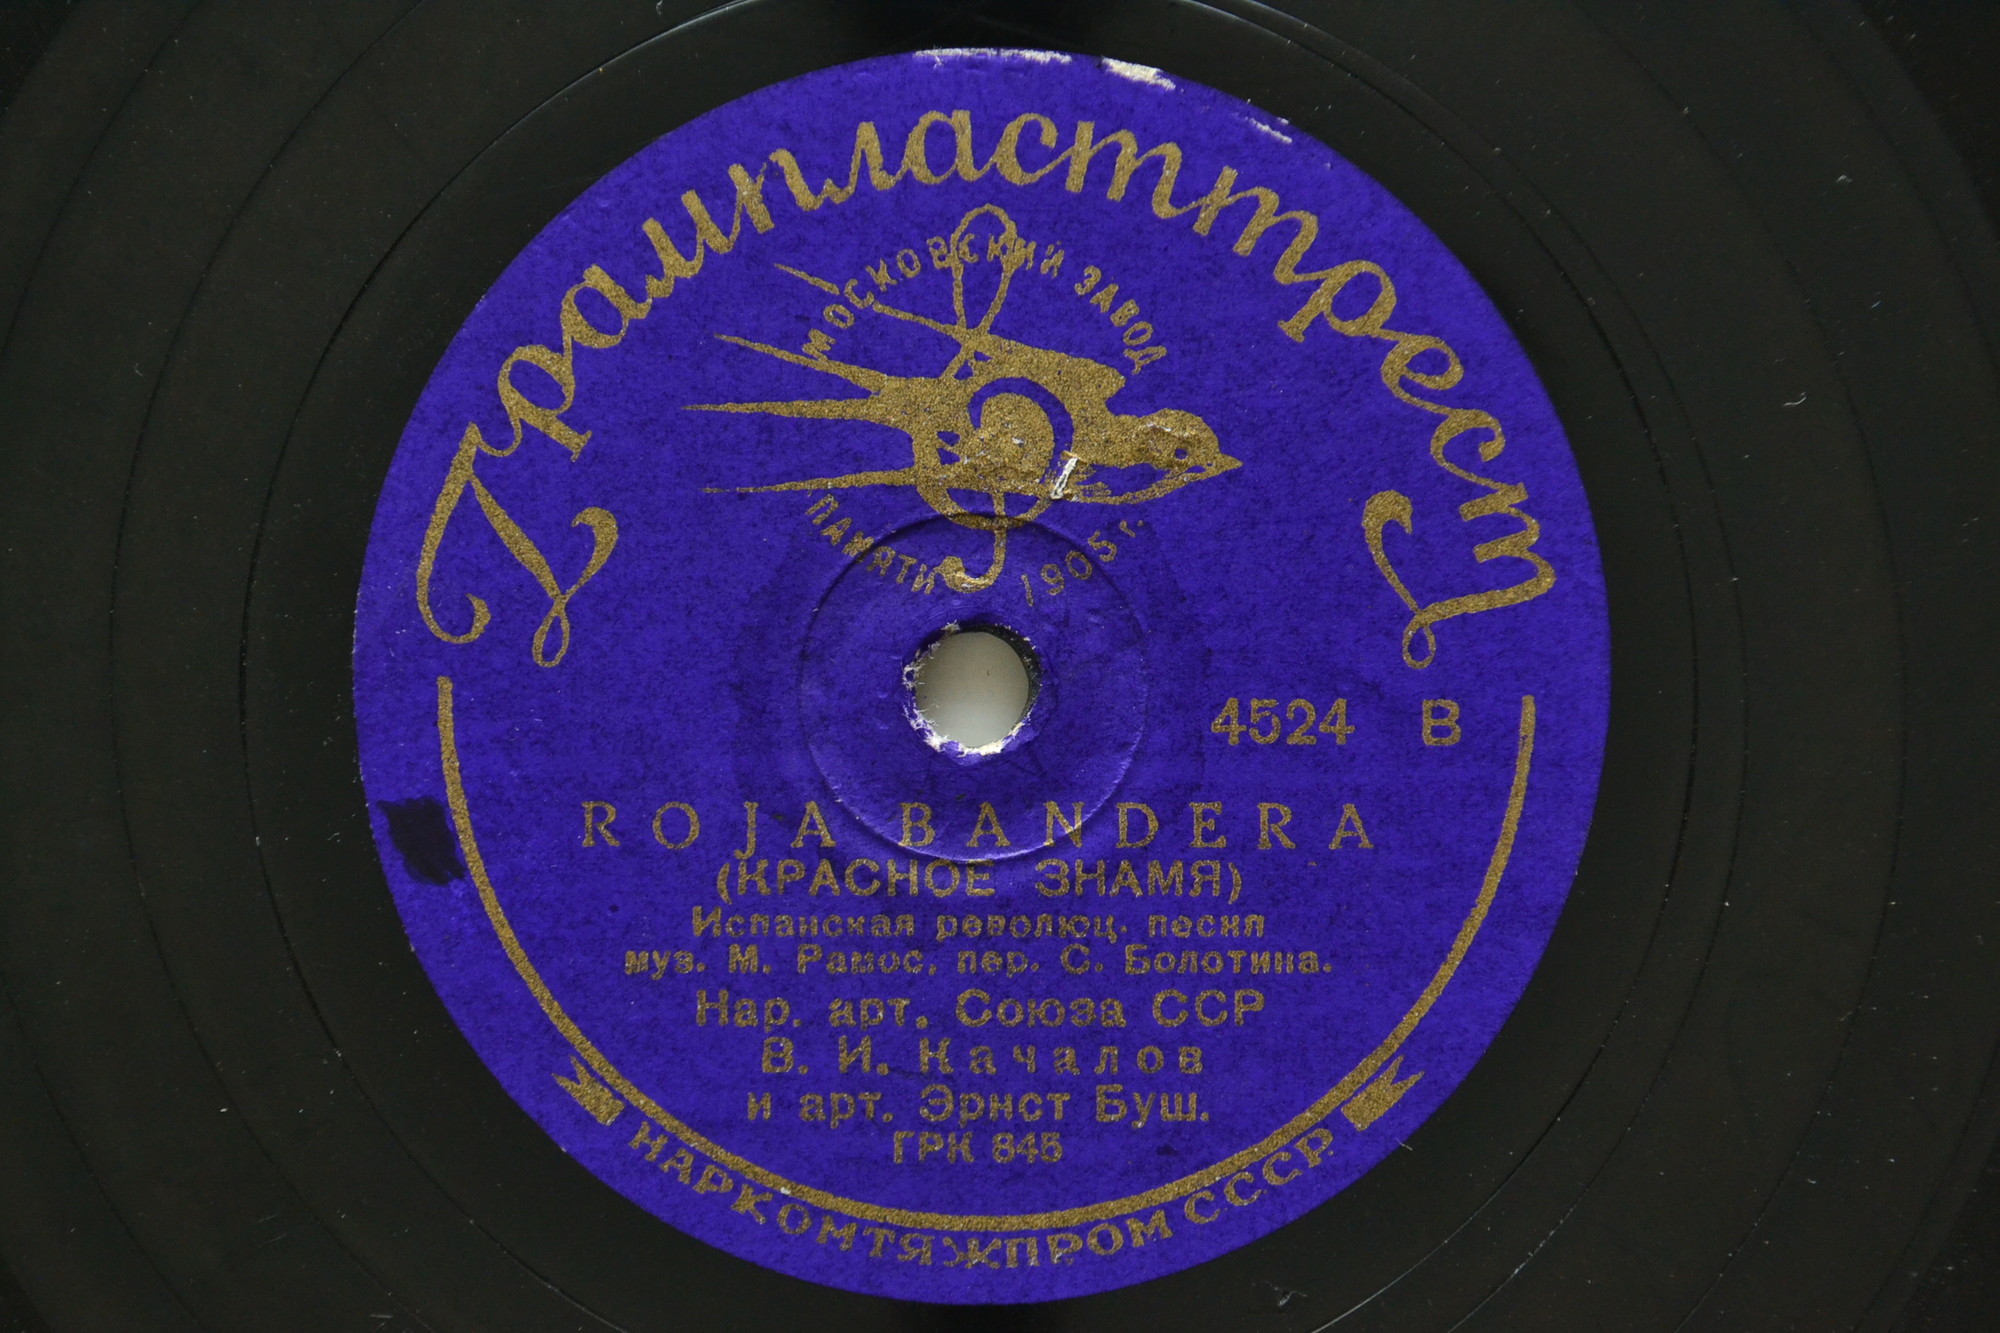 Грампласттрест
МОСКОВСКИЙ ЗАВОД
ПАМЯТИ 1905 г.
4524 В
ROJA BANDERA
(КРАСНОЕ ЗНАМЯ)
Испанская революц. песня
муз. М. Рамос, пер. С. Болотина.
Нар. арт. Союза ССР
В. И. Качалов
и арт. Эрнст Буш.
ГРК 845
НАРКОМТЯЖПРОМ СССР.